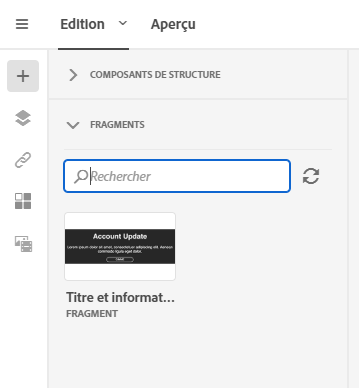 Edition Aperçu
COMPOSANTS DE STRUCTURE
FRAGMENTS
Rechercher
Account Update
Lorem ipsum dolor sit amet, consectetuer adipiscing elit. Aenean
commodo ligula eget dolor.
Titre et informat...
FRAGMENT